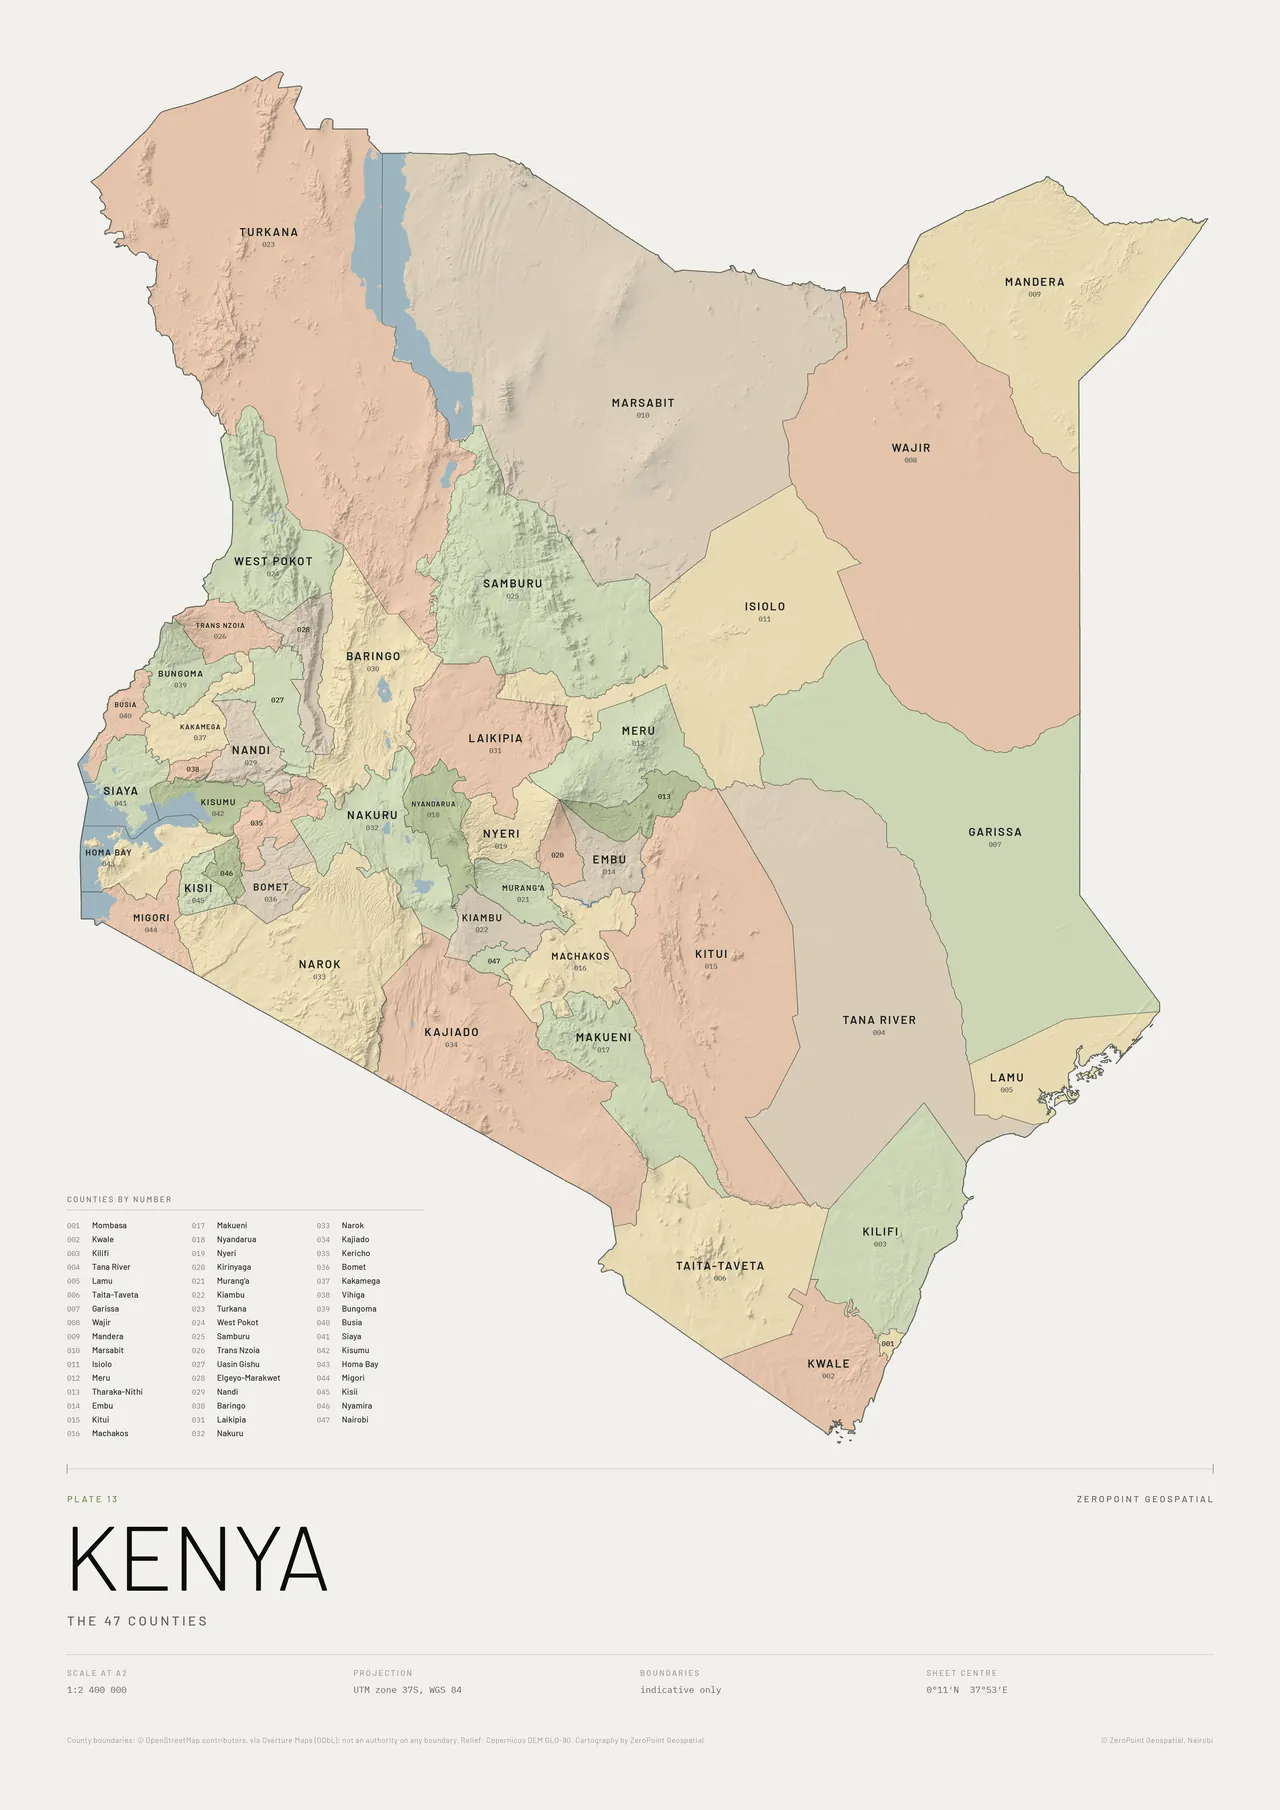 TURKANA
023
MANDERA
009
MARSABIT
010
WAJIR
008
WEST POKOT
024
SAMBURU
025
ISIOLO
011
TRANS NZOIA
026
028
BARINGO
030
BUNGOMA
039
027
BUSIA
040
KAKAMEGA
037
LAIKIPIA
031
MERU
012
NANDI
029
038
SIAYA
041
KISUMU
042
NYANDARUA
018
013
NAKURU
032
035
NYERI
019
GARISSA
007
HOMA BAY
043
020
EMBU
014
046
KISII
045
BOMET
036
MURANG'A
021
MIGORI
044
KIAMBU
022
NAROK
033
047
MACHAKOS
016
KITUI
015
KAJIADO
034
MAKUENI
017
TANA RIVER
004
LAMU
005
KILIFI
003
TAITA-TAVETA
006
001
KWALE
002
COUNTIES BY NUMBER
001 Mombasa
002 Kwale
003 Kilifi
004 Tana River
005 Lamu
006 Taita-Taveta
007 Garissa
008 Wajir
009 Mandera
010 Marsabit
011 Isiolo
012 Meru
013 Tharaka-Nithi
014 Embu
015 Kitui
016 Machakos
017 Makueni
018 Nyandarua
019 Nyeri
020 Kirinyaga
021 Murang'a
022 Kiambu
023 Turkana
024 West Pokot
025 Samburu
026 Trans Nzoia
027 Uasin Gishu
028 Elgeyo-Marakwet
029 Nandi
030 Baringo
031 Laikipia
032 Nakuru
033 Narok
034 Kajiado
035 Kericho
036 Bomet
037 Kakamega
038 Vihiga
039 Bungoma
040 Busia
041 Siaya
042 Kisumu
043 Homa Bay
044 Migori
045 Kisii
046 Nyamira
047 Nairobi
PLATE 13
ZEROPOINT GEOSPATIAL
KENYA
THE 47 COUNTIES
SCALE AT A2
1:2 400 000
PROJECTION
UTM zone 37S, WGS 84
BOUNDARIES
indicative only
SHEET CENTRE
0°11′N 37°53′E
County boundaries: © OpenStreetMap contributors, via Overture Maps (ODbL); not an authority on any boundary. Relief: Copernicus DEM GLO-90. Cartography by ZeroPoint Geospatial.
© ZeroPoint Geospatial, Nairobi